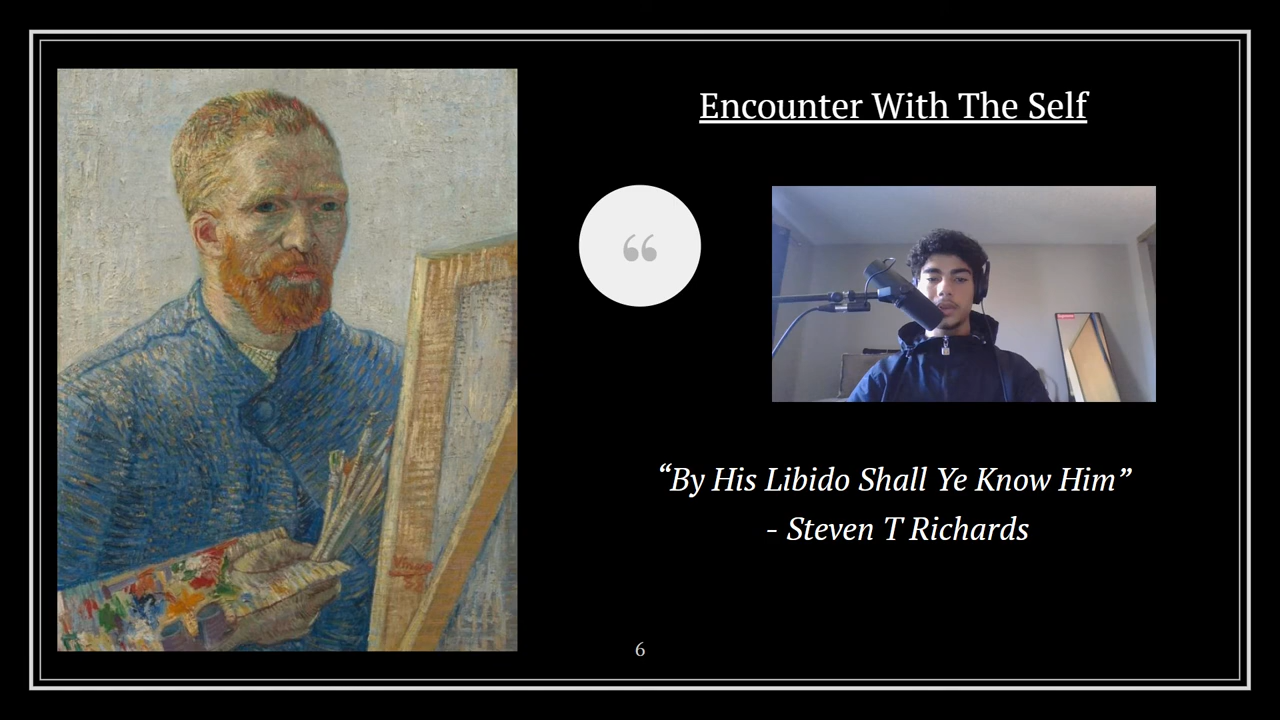 Encounter With The Self
“
“By His Libido Shall Ye Know Him”
- Steven T Richards
6